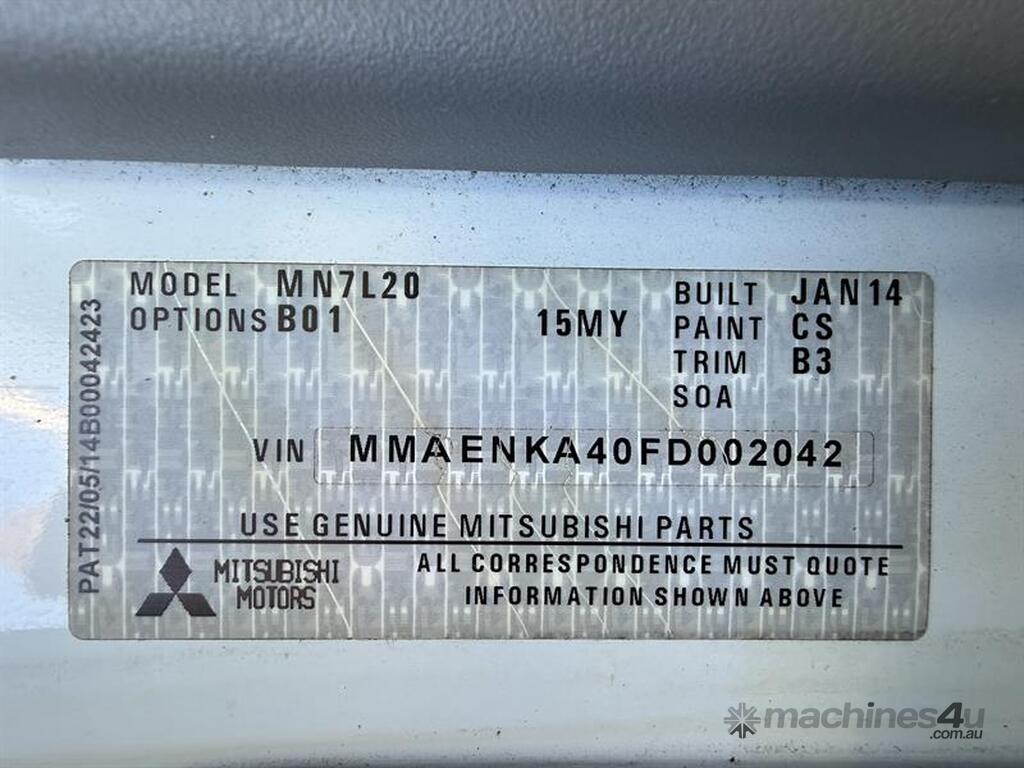 MODEL MN7L20
OPTIONS B01 15MY
BUILT JAN14
PAINT CS
TRIM B3
SOA
VIN MMAENKA40FD002042
USE GENUINE MITSUBISHI PARTS
MITSUBISHI
MOTORS
ALL CORRESPONDENCE MUST QUOTE
INFORMATION SHOWN ABOVE
PAT22/05/14B00042423
machines4u
.com.au